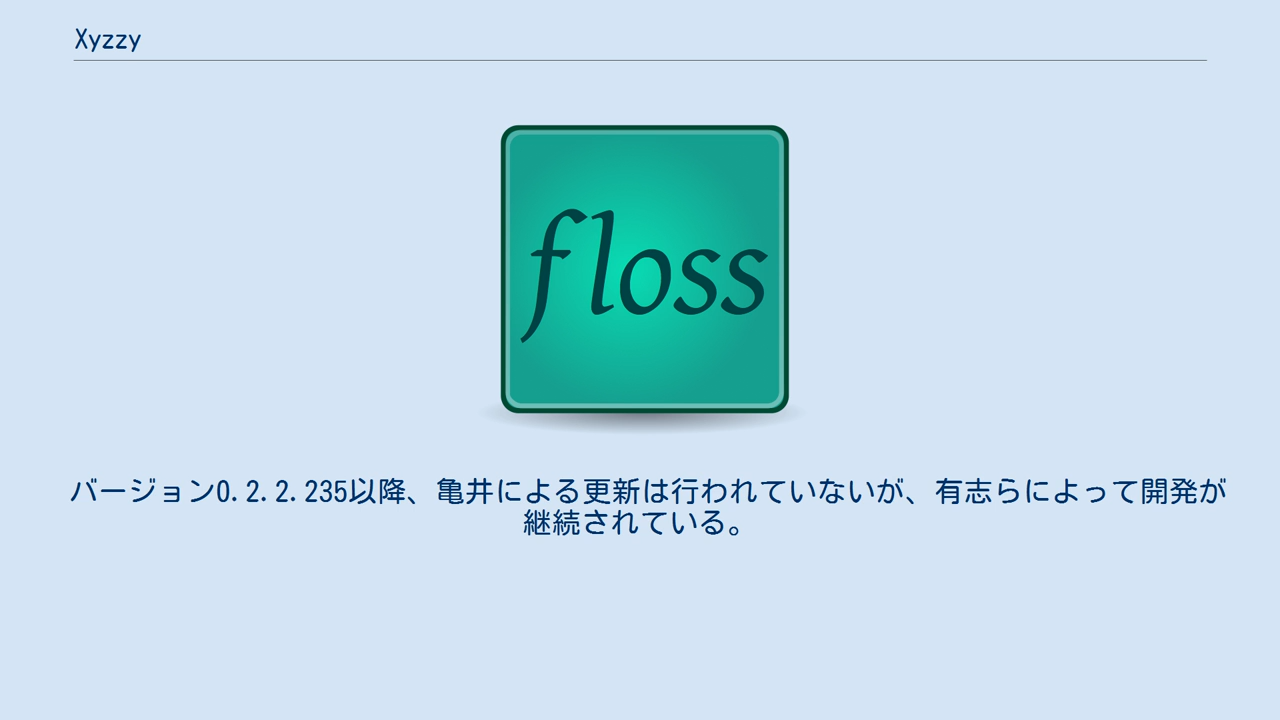 Xyzzy
floss
バージョン0.2.2.235以降、亀井による更新は行われていないが、有志らによって開発が
継続されている。